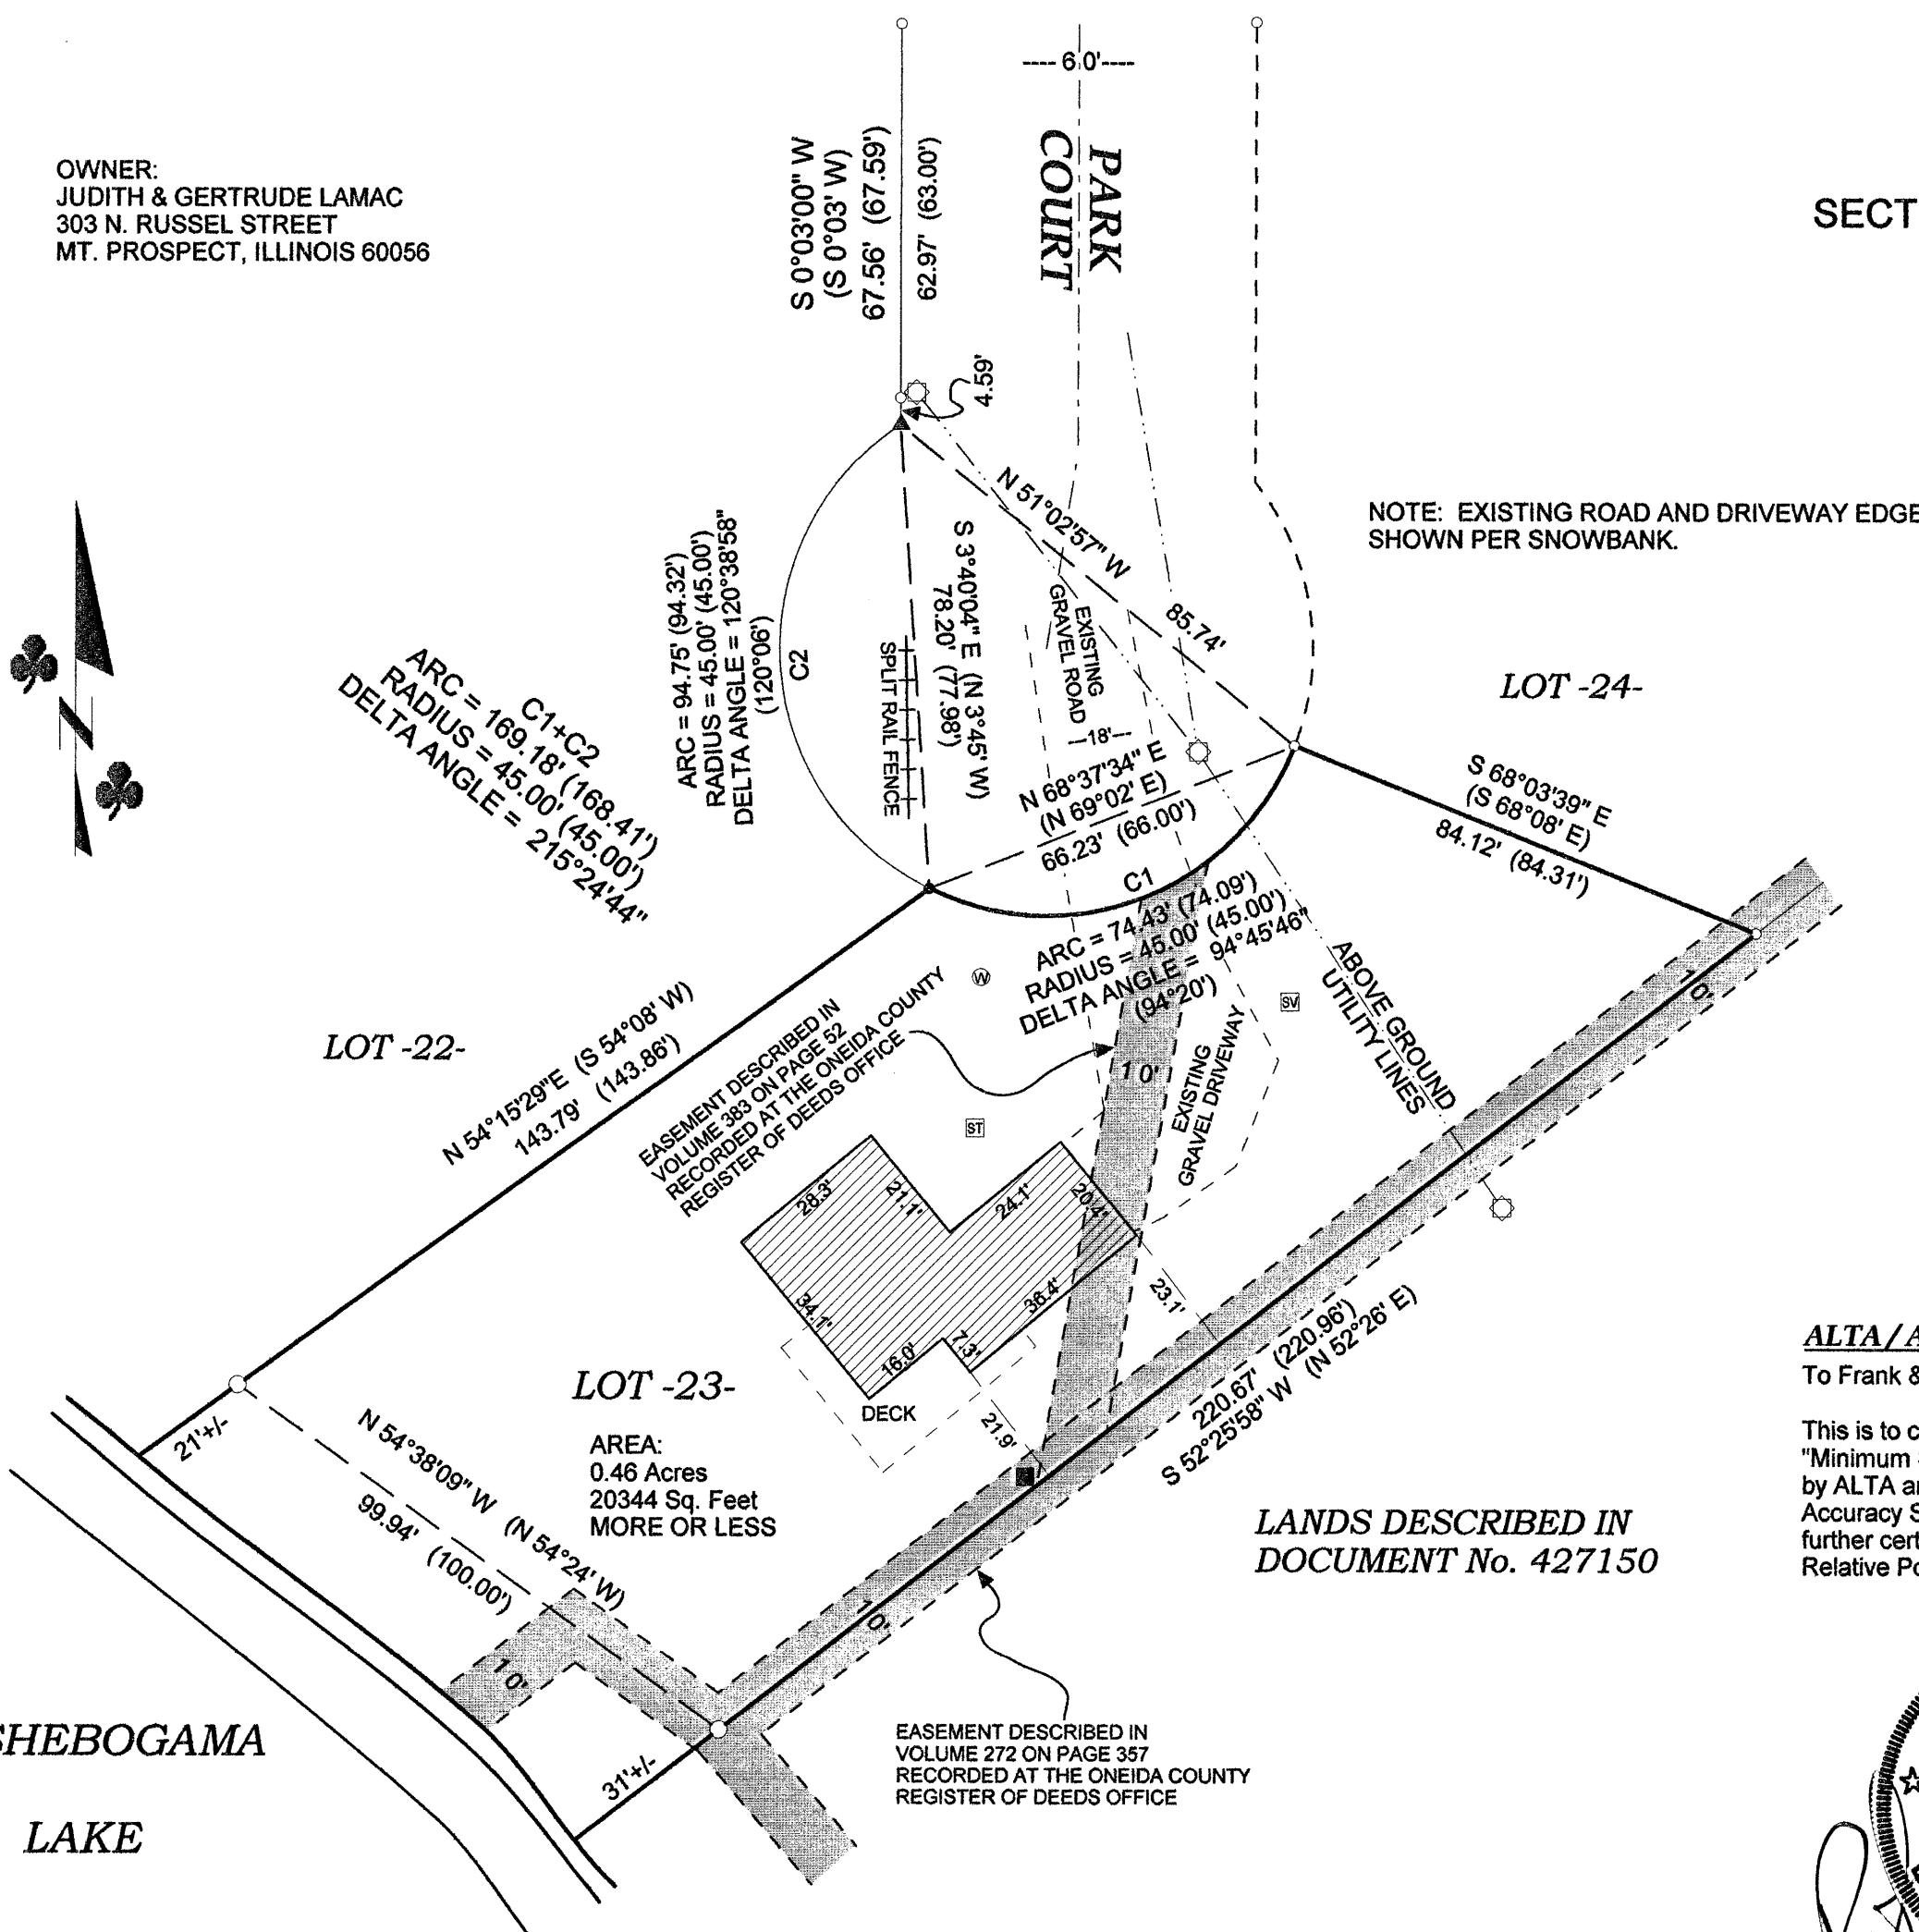 ---- 60'----
OWNER:
JUDITH & GERTRUDE LAMAC
303 N. RUSSEL STREET
MT. PROSPECT, ILLINOIS 60056
S 0°03'00" W
(S 0°03' W)
67.56' (67.59')
62.97' (63.00')
PARK
COURT
SECT
4.59'
NOTE: EXISTING ROAD AND DRIVEWAY EDGE
SHOWN PER SNOWBANK.
N 51°02'57" W
85.74'
ARC = 94.75' (94.32')
RADIUS = 45.00' (45.00')
DELTA ANGLE = 120°38'58"
(120°06')
C2
SPLIT RAIL FENCE
S 3°40'04" E (N 3°45' W)
78.20' (77.98')
EXISTING
GRAVEL ROAD
---18'---
C1+C2
ARC = 169.18' (168.41')
RADIUS = 45.00' (45.00')
DELTA ANGLE = 215°24'44"
N
LOT -24-
N 68°37'34" E
(N 69°02' E)
66.23' (66.00')
S 68°03'39" E
(S 68°08' E)
84.12' (84.31')
C1
ARC = 74.43' (74.09')
RADIUS = 45.00' (45.00')
DELTA ANGLE = 94°45'46"
(94°20')
W
SV
10'
ABOVE GROUND
UTILITY LINES
LOT -22-
N 54°15'29"E (S 54°08' W)
143.79' (143.86')
EASEMENT DESCRIBED IN
VOLUME 383 ON PAGE 52
RECORDED AT THE ONEIDA COUNTY
REGISTER OF DEEDS OFFICE
10'
EXISTING
GRAVEL DRIVEWAY
ST
28.3'
21.1'
24.1'
20.4'
34.1'
16.0'
7.3'
36.4'
23.1'
21.9'
DECK
LOT -23-
AREA:
0.46 Acres
20344 Sq. Feet
MORE OR LESS
220.67' (220.96')
S 52°25'58" W (N 52°26' E)
21'+/-
N 54°38'09" W (N 54°24' W)
99.94' (100.00')
10'
10'
31'+/-
LANDS DESCRIBED IN
DOCUMENT No. 427150
ALTA/A
To Frank &
This is to c
"Minimum
by ALTA ar
Accuracy S
further cert
Relative Po
EASEMENT DESCRIBED IN
VOLUME 272 ON PAGE 357
RECORDED AT THE ONEIDA COUNTY
REGISTER OF DEEDS OFFICE
SHEBOGAMA
LAKE